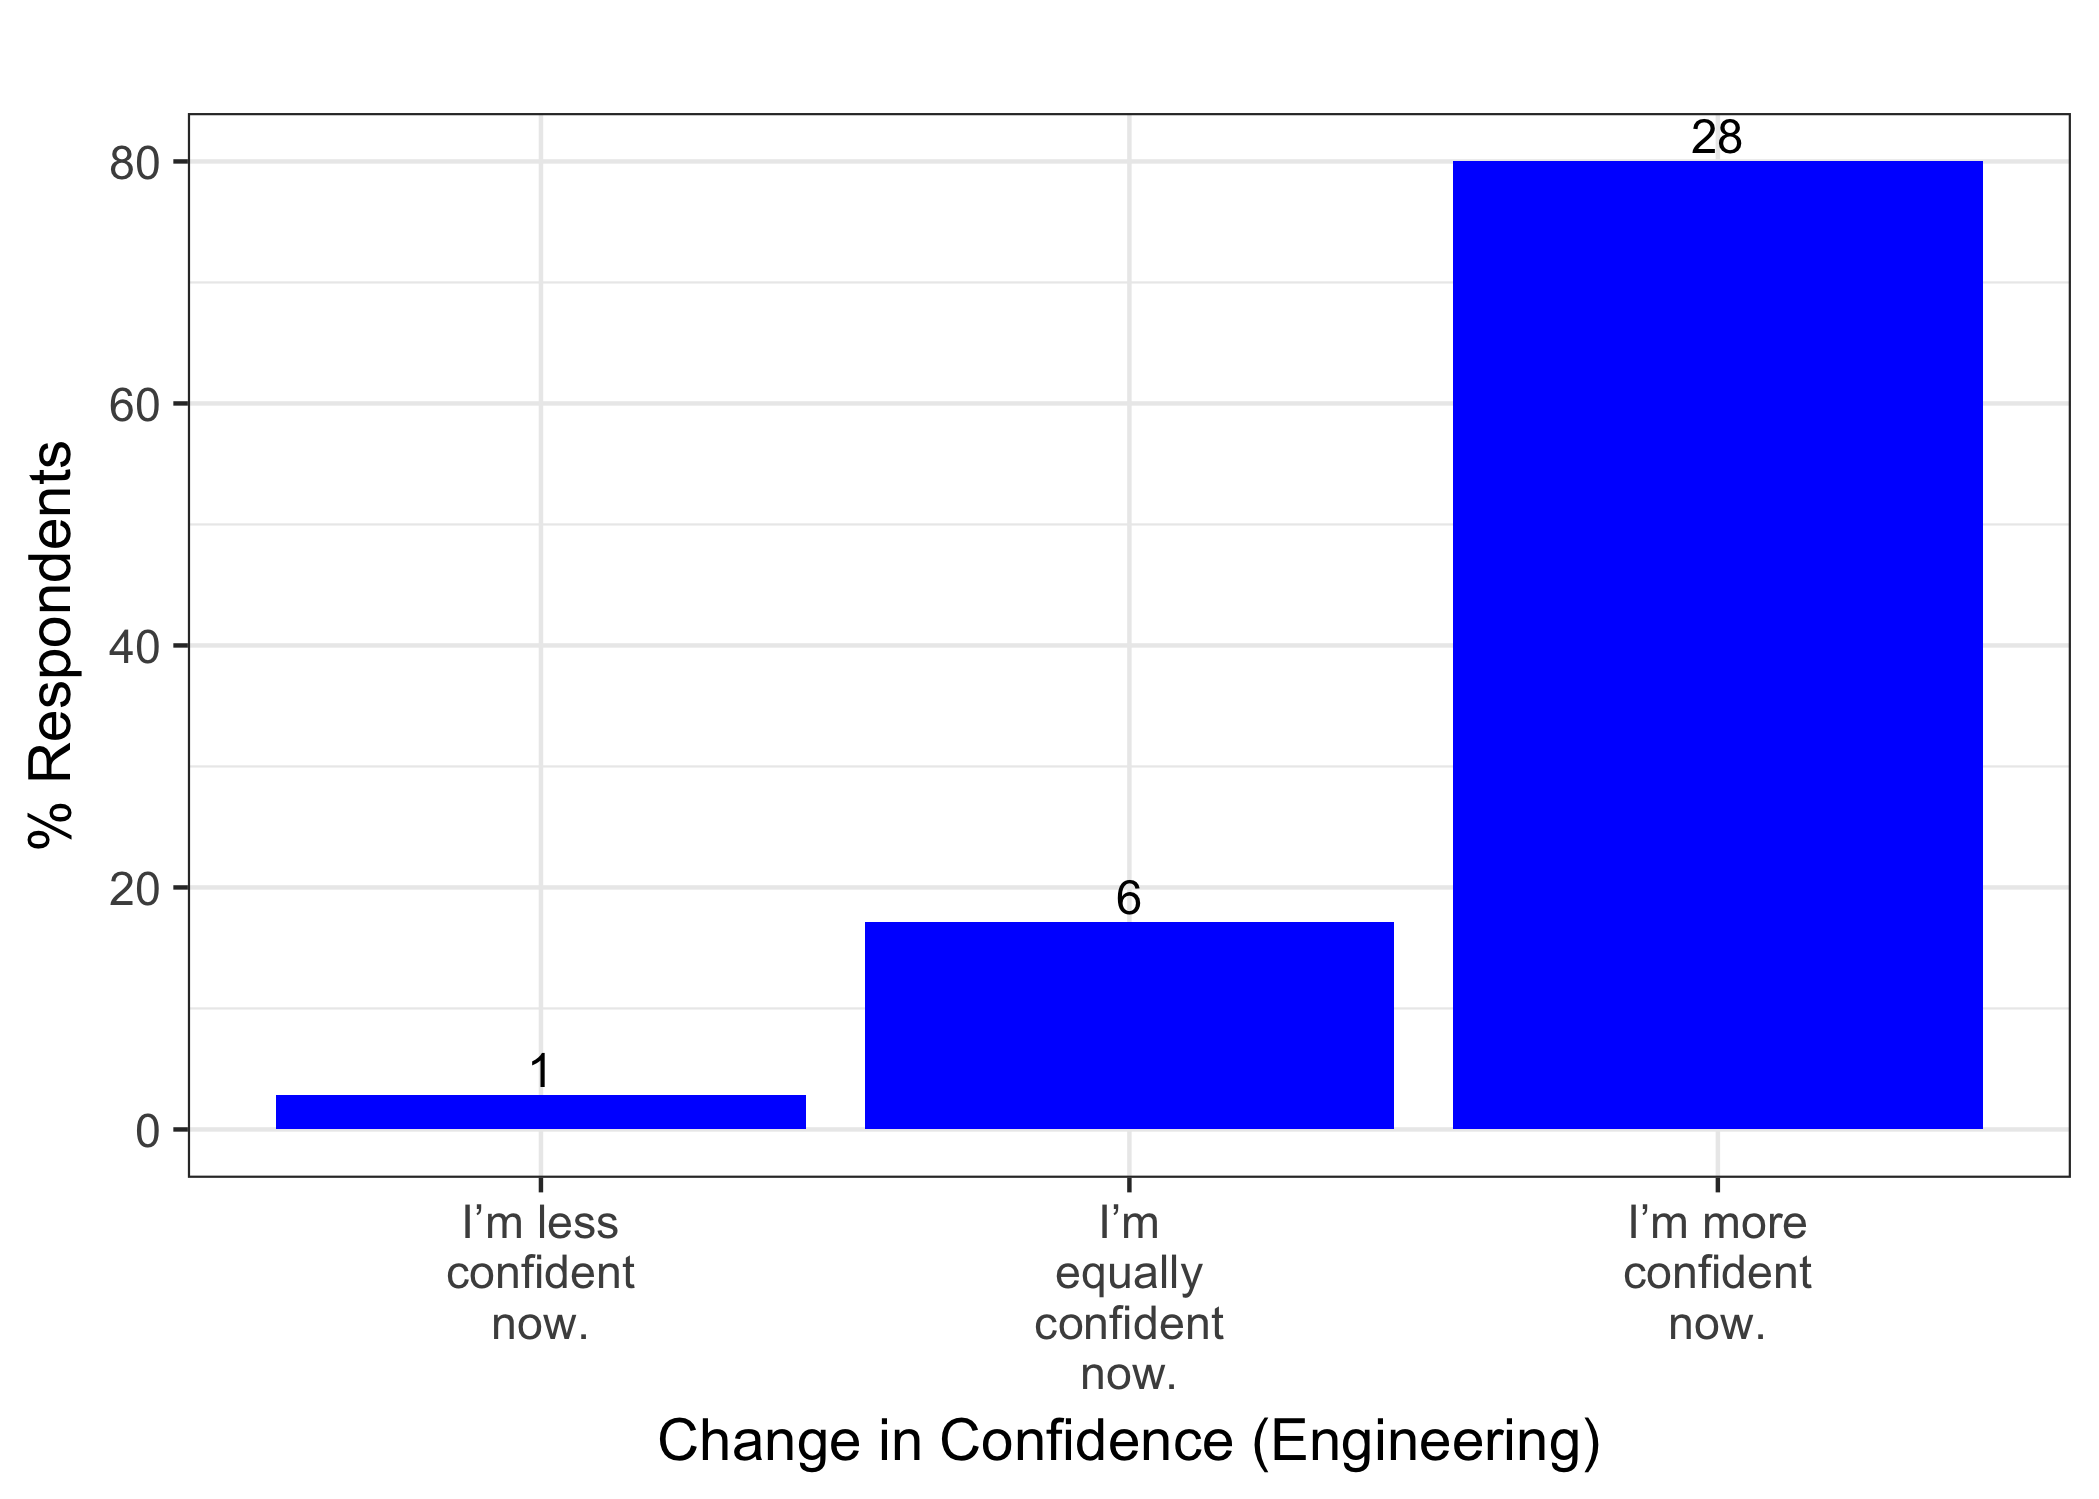 % Respondents
80
60
40
20
0
28
6
1
I’m less
confident
now.
I’m
equally
confident
now.
I’m more
confident
now.
Change in Confidence (Engineering)